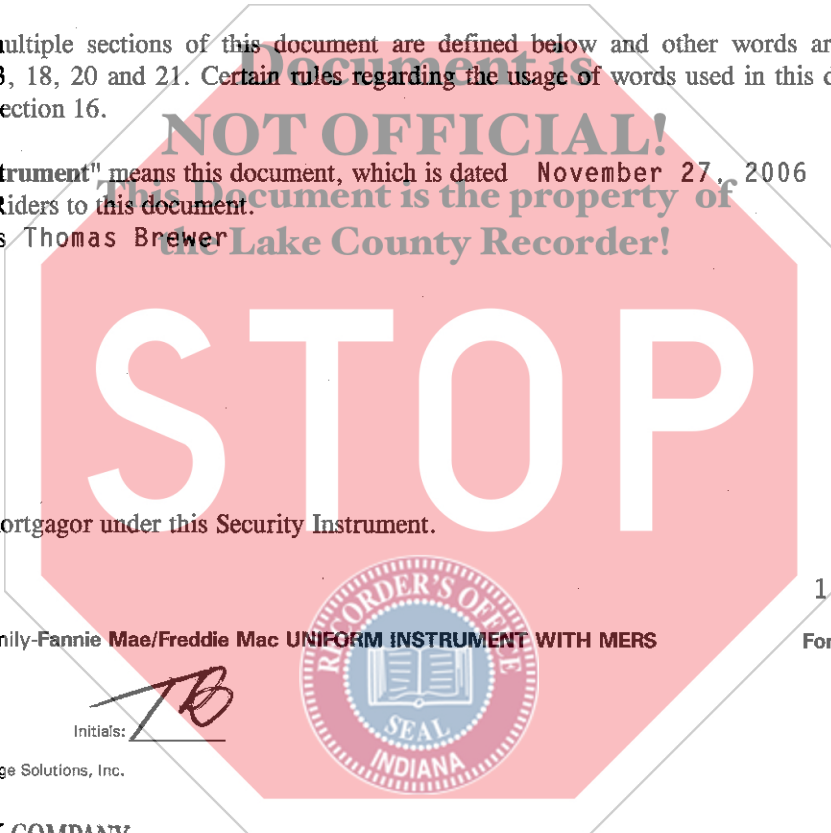 ultiple sections of this document are defined below and other words ar
3, 18, 20 and 21. Certain rules regarding the usage of words used in this d
ection 16.
Document is
NOT OFFICIAL!
This Document is the property of
the Lake County Recorder!
trument" means this document, which is dated November 27, 2006
Riders to this document.
s Thomas Brewer
STOP
ortgagor under this Security Instrument.
1
nily-Fannie Mae/Freddie Mac UNIFORM INSTRUMENT WITH MERS For
RECORDER'S OFFICE
SEAL
INDIANA
Initials: TB
ge Solutions, Inc.
COMPANY